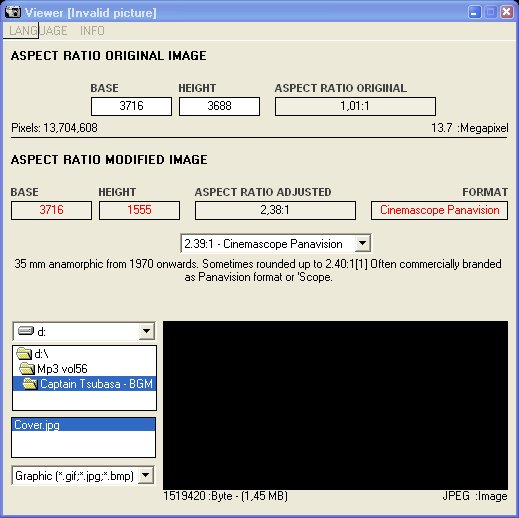 Viewer [Invalid picture]
LANGUAGE INFO
ASPECT RATIO ORIGINAL IMAGE
BASE HEIGHT ASPECT RATIO ORIGINAL
3716 3688 1,01:1
Pixels: 13,704,608 13.7 :Megapixel
ASPECT RATIO MODIFIED IMAGE
BASE HEIGHT ASPECT RATIO ADJUSTED FORMAT
3716 1555 2,38:1 Cinemascope Panavision
2.39:1 - Cinemascope Panavision
35 mm anamorphic from 1970 onwards. Sometimes rounded up to 2.40:1[1] Often commercially branded
as Panavision format or 'Scope.
d:
d:\
Mp3 vol56
Captain Tsubasa - BGM
Cover.jpg
Graphic (*.gif;*.jpg;*.bmp)
1519420 :Byte - (1,45 MB) JPEG :Image